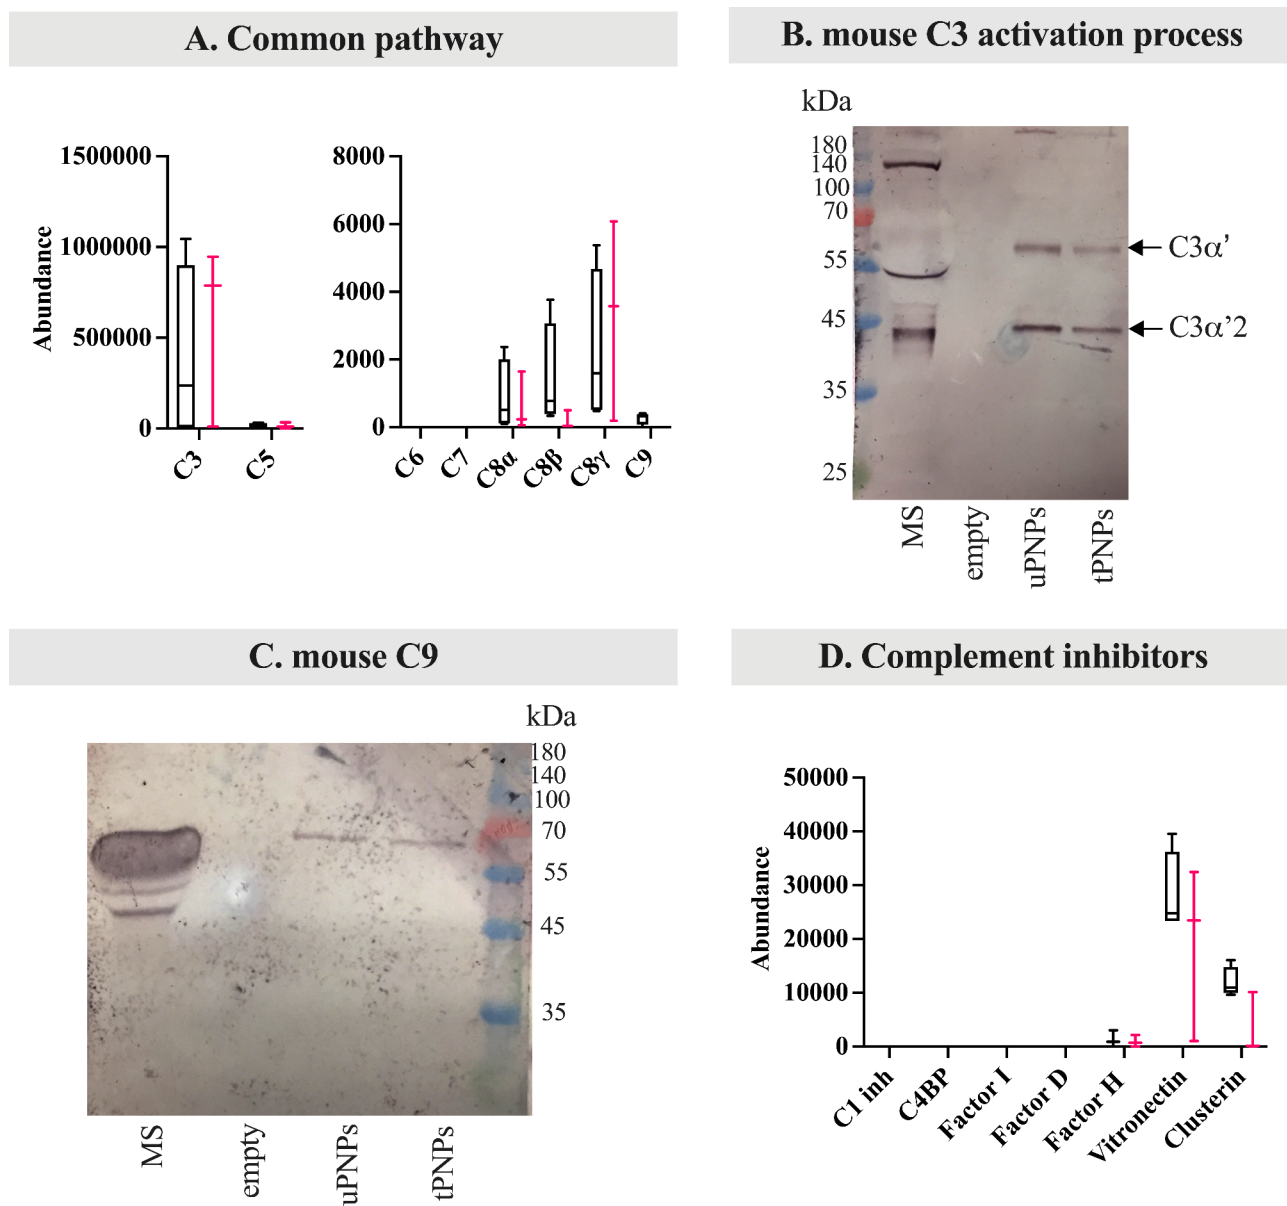 A. Common pathway
B. mouse C3 activation process
Abundance
1500000
1000000
500000
0
C3
C5
8000
6000
4000
2000
0
C6
C7
C8α
C8β
C8γ
C9
kDa
180
140
100
70
55
45
35
25
C3α’
C3α’2
MS
empty
uPNPs
tPNPs
C. mouse C9
D. Complement inhibitors
kDa
180
140
100
70
55
45
35
MS
empty
uPNPs
tPNPs
Abundance
50000
40000
30000
20000
10000
0
C1 inh
C4BP
Factor I
Factor D
Factor H
Vitronectin
Clusterin